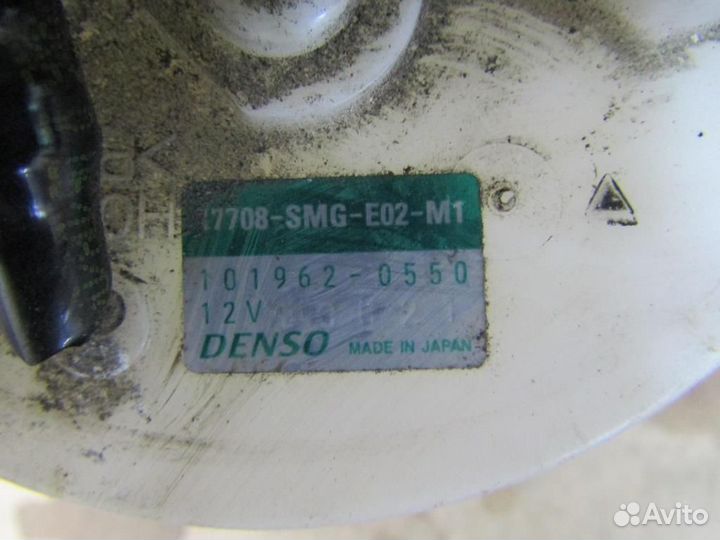 17708-SMG-E02-M1
101962-0550
12V
DENSO MADE IN JAPAN
Avito